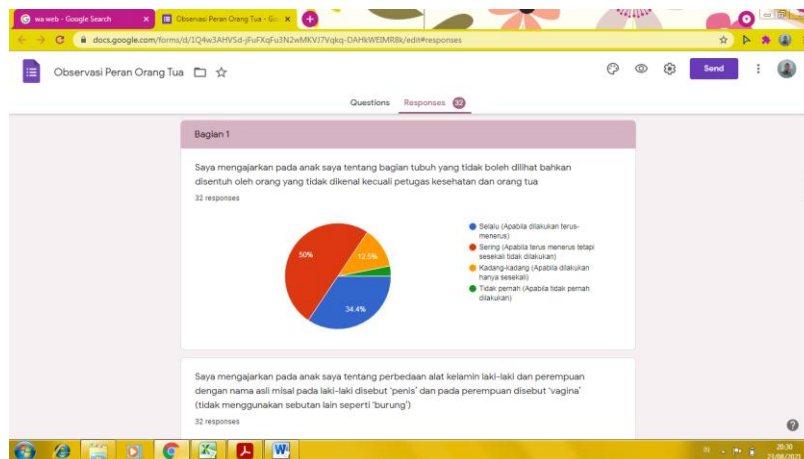 wa web - Google Search
Observasi Peran Orang Tua - Go
docs.google.com/forms/d/1Q4w3AHVSd-jFuFXqFu3N2wMKVJ7Vqkq-DAHkWEIMR8k/edit#responses
Observasi Peran Orang Tua
Send
Questions Responses 32
Bagian 1
Saya mengajarkan pada anak saya tentang bagian tubuh yang tidak boleh dilihat bahkan
disentuh oleh orang yang tidak dikenal kecuali petugas kesehatan dan orang tua
32 responses
50%
12.5%
34.4%
Selalu (Apabila dilakukan terus-
menerus)
Sering (Apabila terus menerus tetapi
sesekali tidak dilakukan)
Kadang-kadang (Apabila dilakukan
hanya sesekali)
Tidak pernah (Apabila tidak pernah
dilakukan)
Saya mengajarkan pada anak saya tentang perbedaan alat kelamin laki-laki dan perempuan
dengan nama asli misal pada laki-laki disebut 'penis' dan pada perempuan disebut 'vagina'
(tidak menggunakan sebutan lain seperti 'burung')
32 responses
20:30
23/08/2021